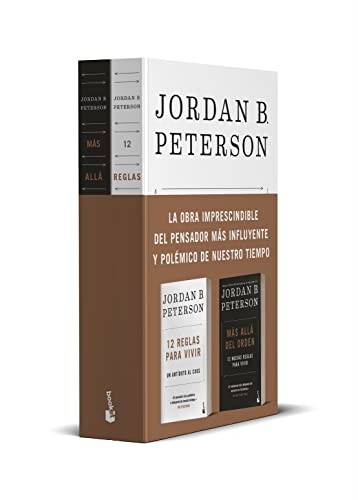 JORDAN B.
PETERSON
MÁS
ALLÁ
JORDAN B.
PETERSON
12
REGLAS
JORDAN B.
PETERSON
LA OBRA IMPRESCINDIBLE
DEL PENSADOR MÁS INFLUYENTE
Y POLÉMICO DE NUESTRO TIEMPO
JORDAN B.
PETERSON
12 REGLAS
PARA VIVIR
UN ANTÍDOTO AL CAOS
JORDAN B.
PETERSON
MÁS ALLÁ
DEL ORDEN
12 NUEVAS REGLAS
PARA VIVIR
booket